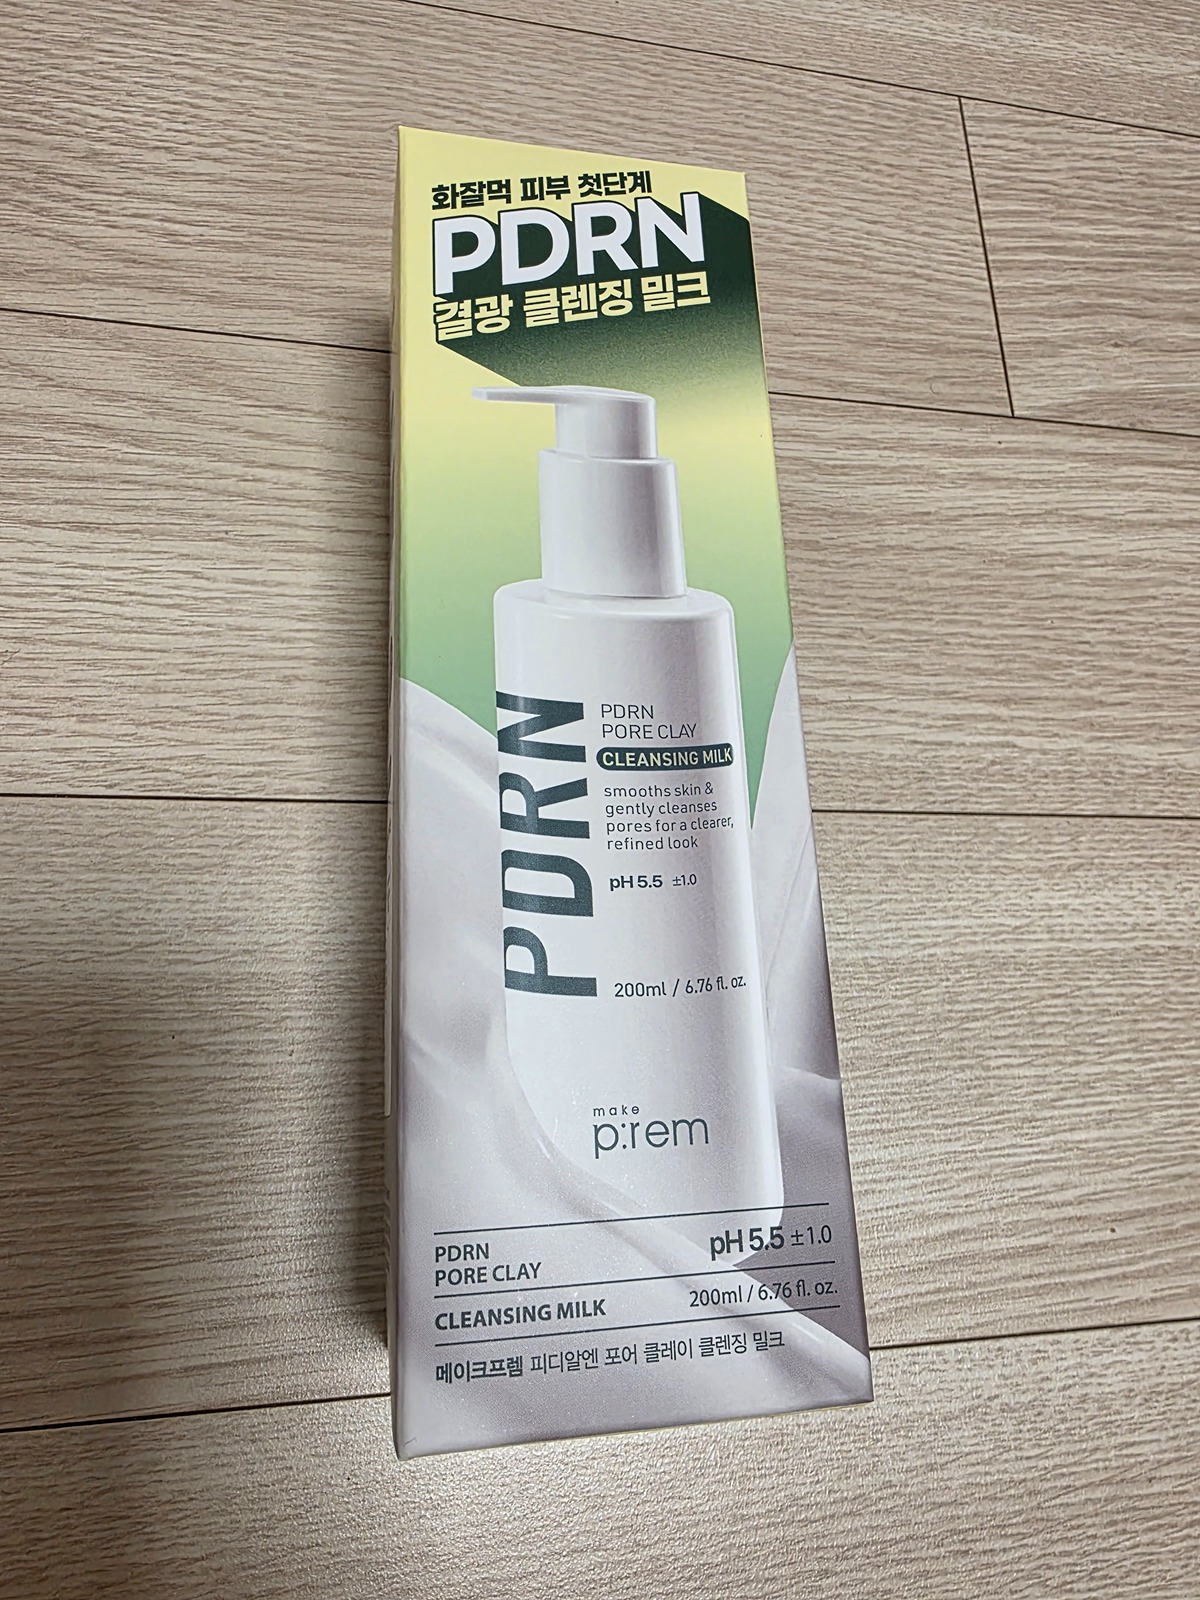 화잘먹 피부 첫단계
PDRN
결광 클렌징 밀크
PDRN
PDRN
PORE CLAY
CLEANSING MILK
smooths skin &
gently cleanses
pores for a clearer,
refined look
pH 5.5 ±1.0
200ml / 6.76 fl. oz.
make
p:rem
PDRN
PORE CLAY
pH 5.5 ±1.0
CLEANSING MILK
200ml / 6.76 fl. oz.
메이크프렘 피디알엔 포어 클레이 클렌징 밀크